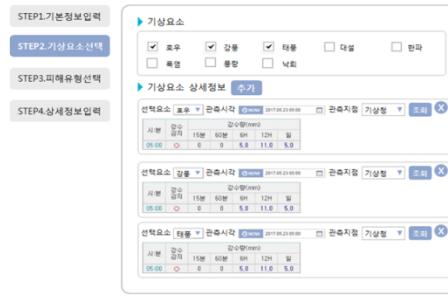 STEP1.기본정보입력
STEP2.기상요소선택
STEP3.피해유형선택
STEP4.상세정보입력
기상요소
호우 강풍 태풍 대설 한파
폭염 풍랑 낙뢰
기상요소 상세정보 추가
선택요소 호우 관측시각 NOW 2017.05.23 05:00 관측지점 기상청 조회 X
시:분 강수감지 강수량(mm)
15분 60분 6H 12H 일
05:00 0 0 5.0 11.0 5.0
선택요소 강풍 관측시각 NOW 2017.05.23 05:00 관측지점 기상청 조회 X
시:분 강수감지 강수량(mm)
15분 60분 6H 12H 일
05:00 0 0 5.0 11.0 5.0
선택요소 태풍 관측시각 NOW 2017.05.23 05:00 관측지점 기상청 조회 X
시:분 강수감지 강수량(mm)
15분 60분 6H 12H 일
05:00 0 0 5.0 11.0 5.0